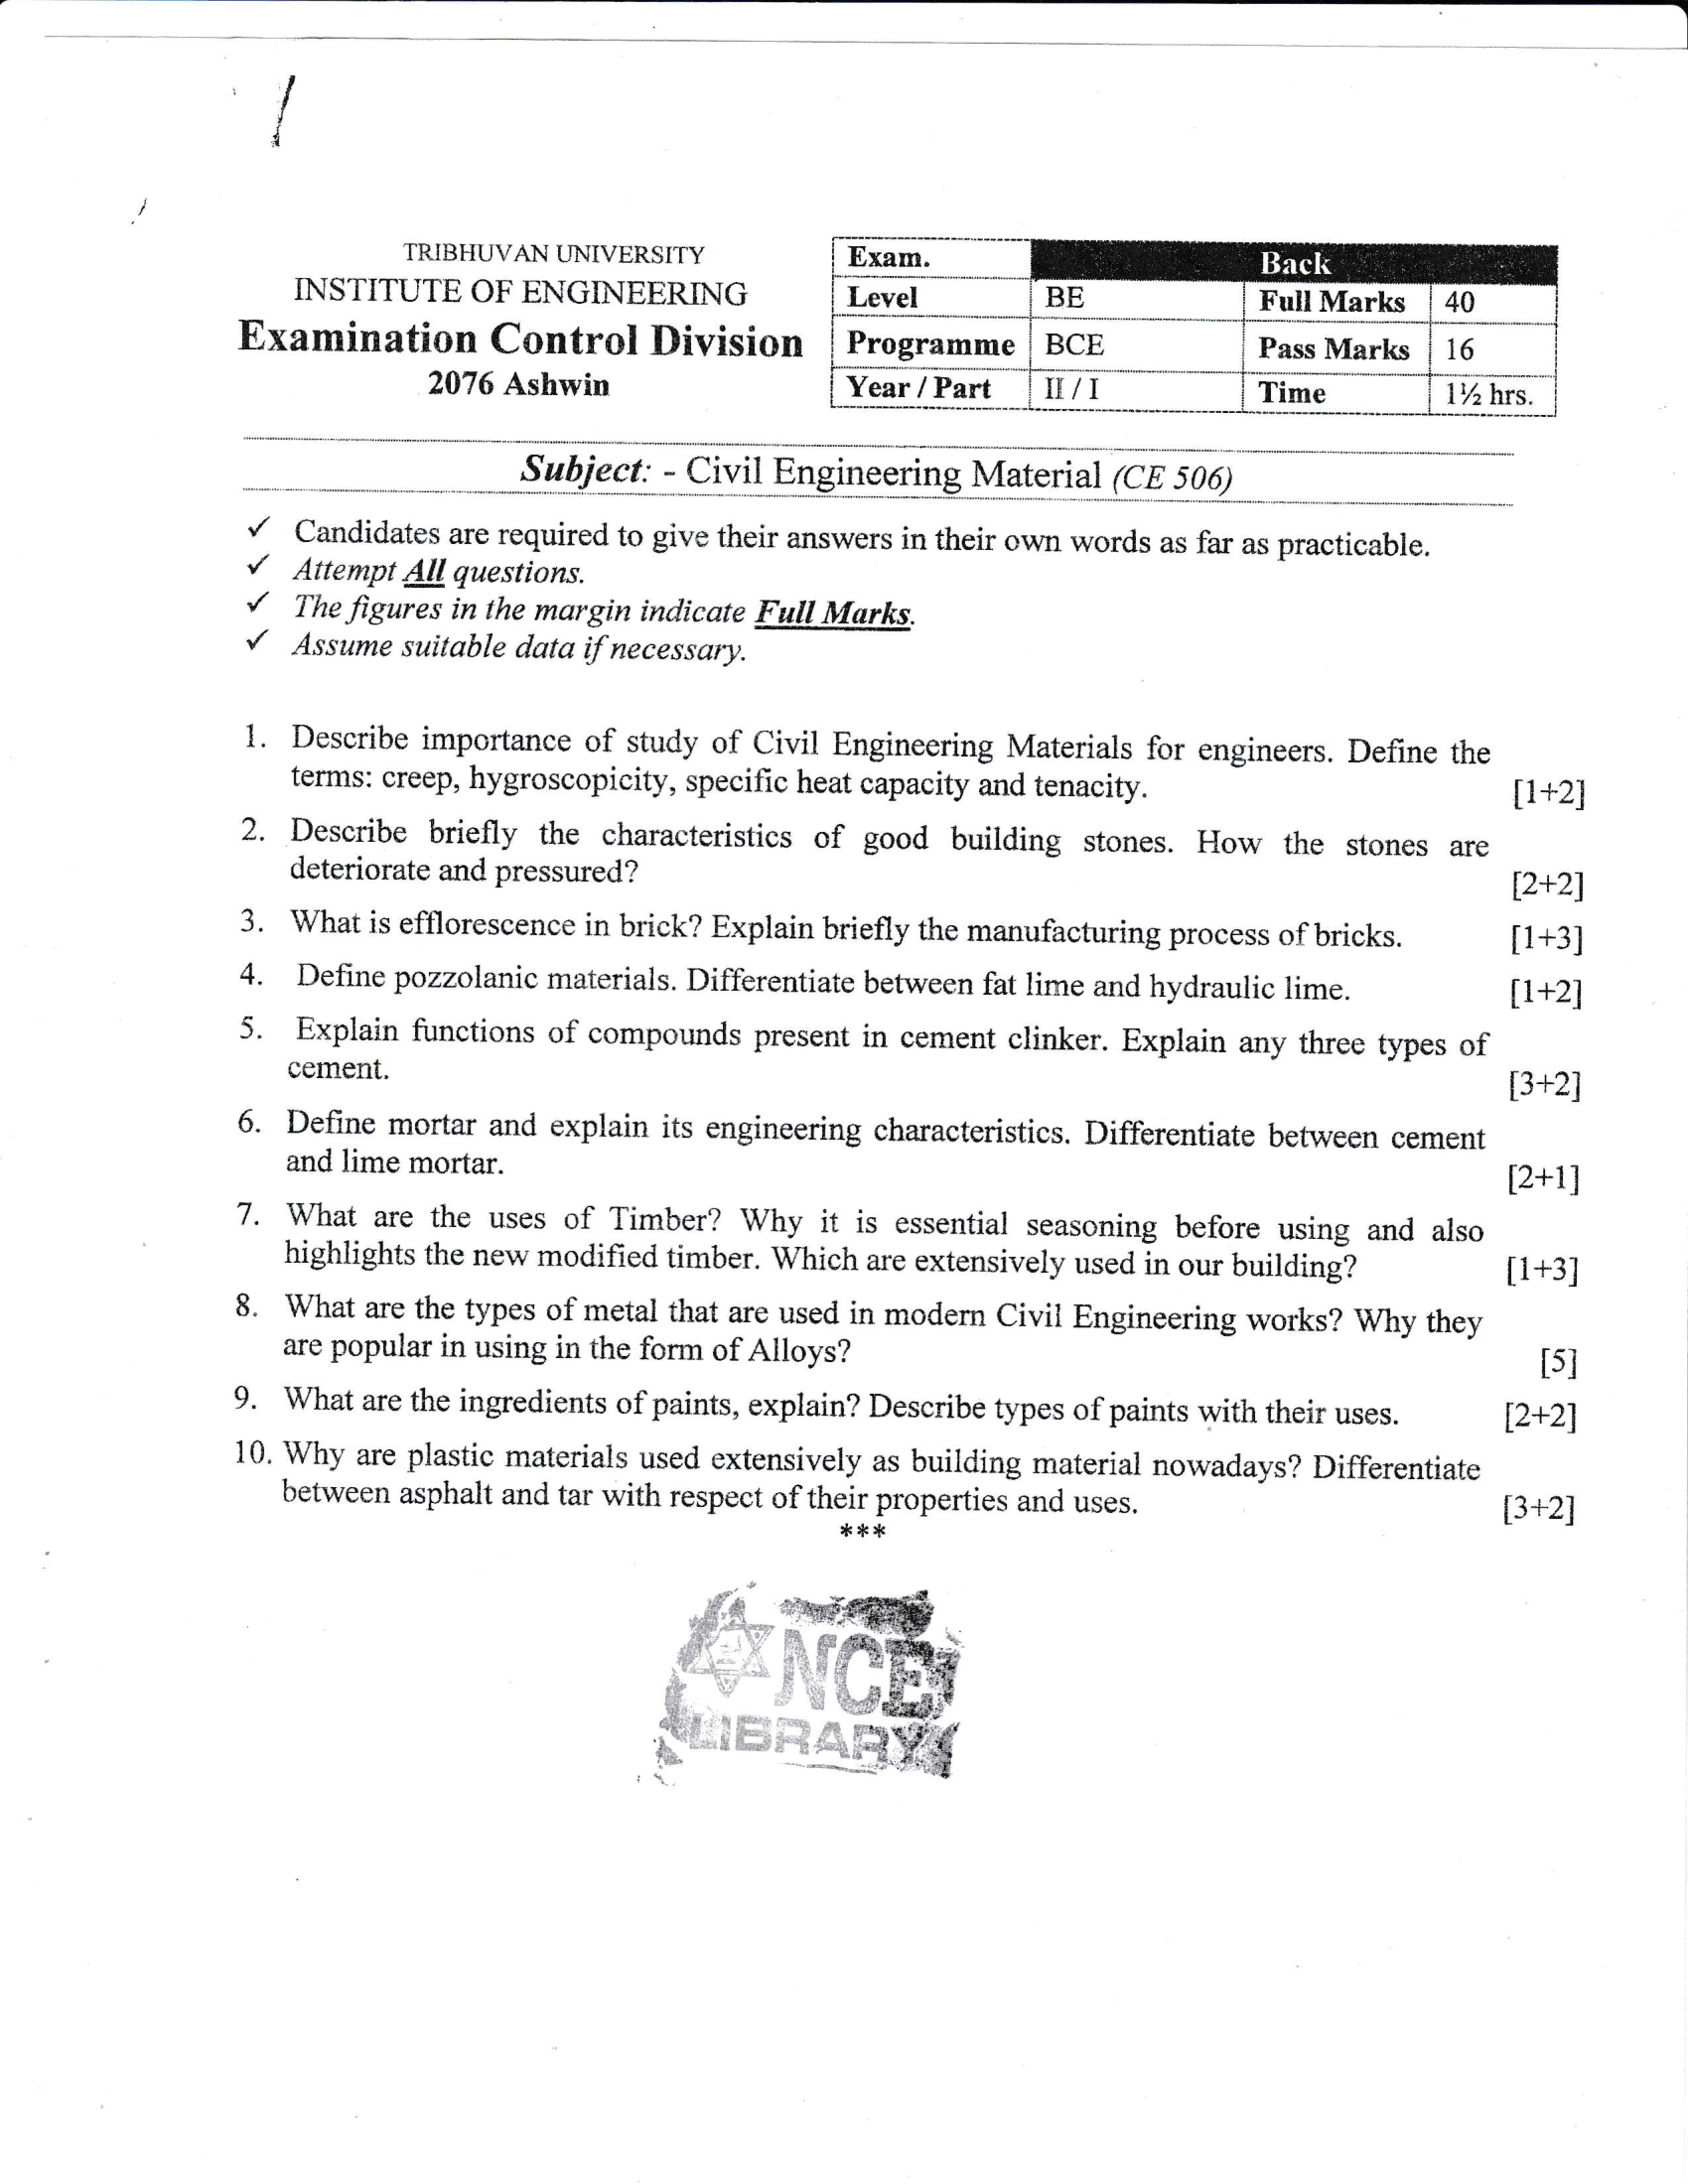 TRIBHUVAN UNIVERSITY
INSTITUTE OF ENGINEERING
Examination Control Division
2076 Ashwin
Exam. Back
Level BE Full Marks 40
Programme BCE Pass Marks 16
Year / Part II / I Time 1½ hrs.
Subject: - Civil Engineering Material (CE 506)
✓ Candidates are required to give their answers in their own words as far as practicable.
✓ Attempt All questions.
✓ The figures in the margin indicate Full Marks.
✓ Assume suitable data if necessary.
1. Describe importance of study of Civil Engineering Materials for engineers. Define the
terms: creep, hygroscopicity, specific heat capacity and tenacity. [1+2]
2. Describe briefly the characteristics of good building stones. How the stones are
deteriorate and pressured? [2+2]
3. What is efflorescence in brick? Explain briefly the manufacturing process of bricks. [1+3]
4. Define pozzolanic materials. Differentiate between fat lime and hydraulic lime. [1+2]
5. Explain functions of compounds present in cement clinker. Explain any three types of
cement. [3+2]
6. Define mortar and explain its engineering characteristics. Differentiate between cement
and lime mortar. [2+1]
7. What are the uses of Timber? Why it is essential seasoning before using and also
highlights the new modified timber. Which are extensively used in our building? [1+3]
8. What are the types of metal that are used in modern Civil Engineering works? Why they
are popular in using in the form of Alloys? [5]
9. What are the ingredients of paints, explain? Describe types of paints with their uses. [2+2]
10. Why are plastic materials used extensively as building material nowadays? Differentiate
between asphalt and tar with respect of their properties and uses. [3+2]
***
NCE
LIBRARY